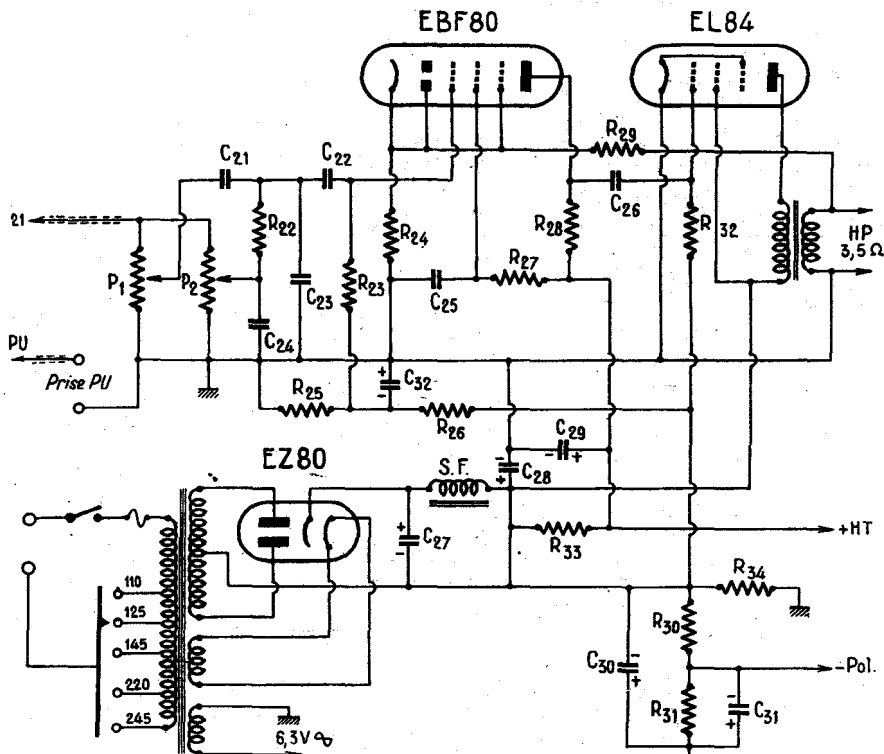 EBF80
EL84
C21
C22
R29
21
R22
R24
R28
C26
R32
HP
3,5 Ω
P1
P2
C23
R23
C25
R27
C24
PU
Prise PU
R25
C32
+
-
R26
C29
-
+
EZ80
S.F.
-
+
C28
+
-
C27
R33
+HT
R34
110
125
145
220
245
R30
C30
-
+
-Pol.
R31
-
+
C31
6,3V